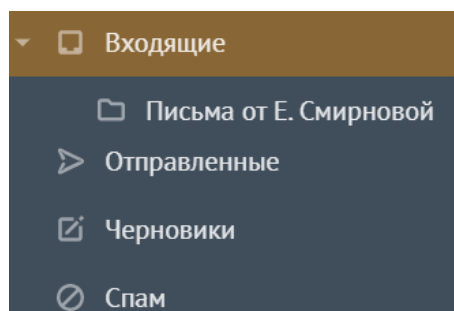 Входящие
Письма от Е. Смирновой
Отправленные
Черновики
Спам